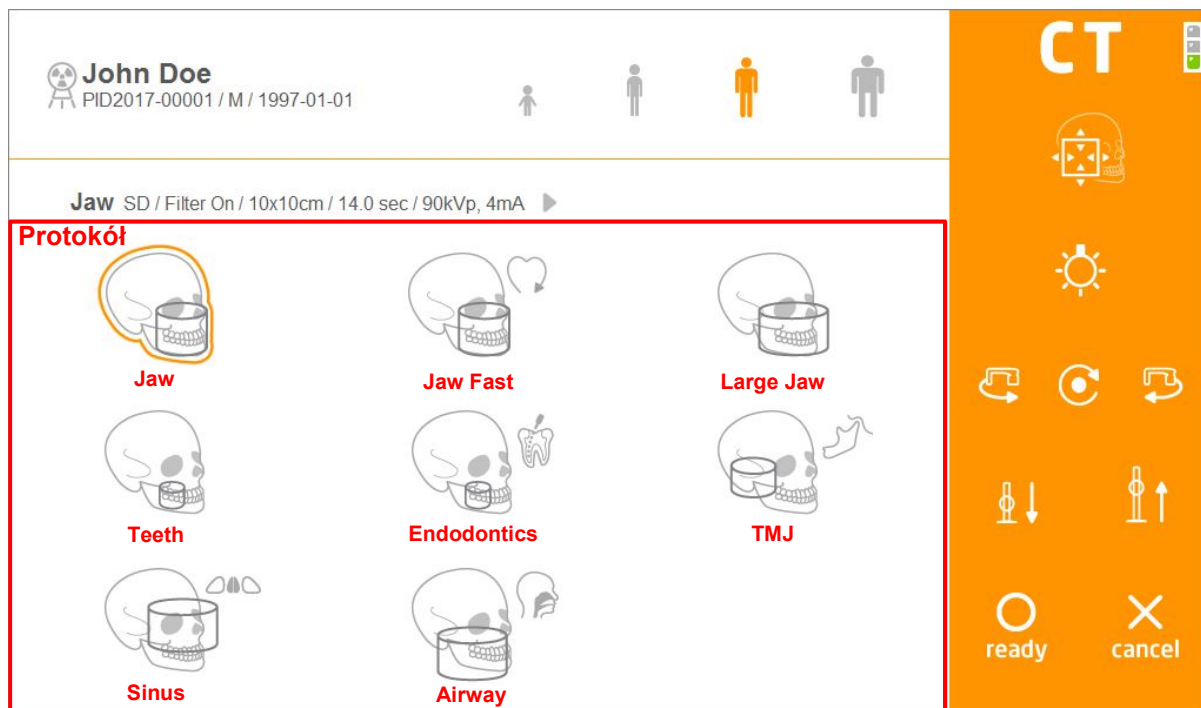 John Doe
PID2017-00001 / M / 1997-01-01
CT
Jaw SD / Filter On / 10x10cm / 14.0 sec / 90kVp, 4mA
Protokół
Jaw
Jaw Fast
Large Jaw
Teeth
Endodontics
TMJ
Sinus
Airway
ready
cancel